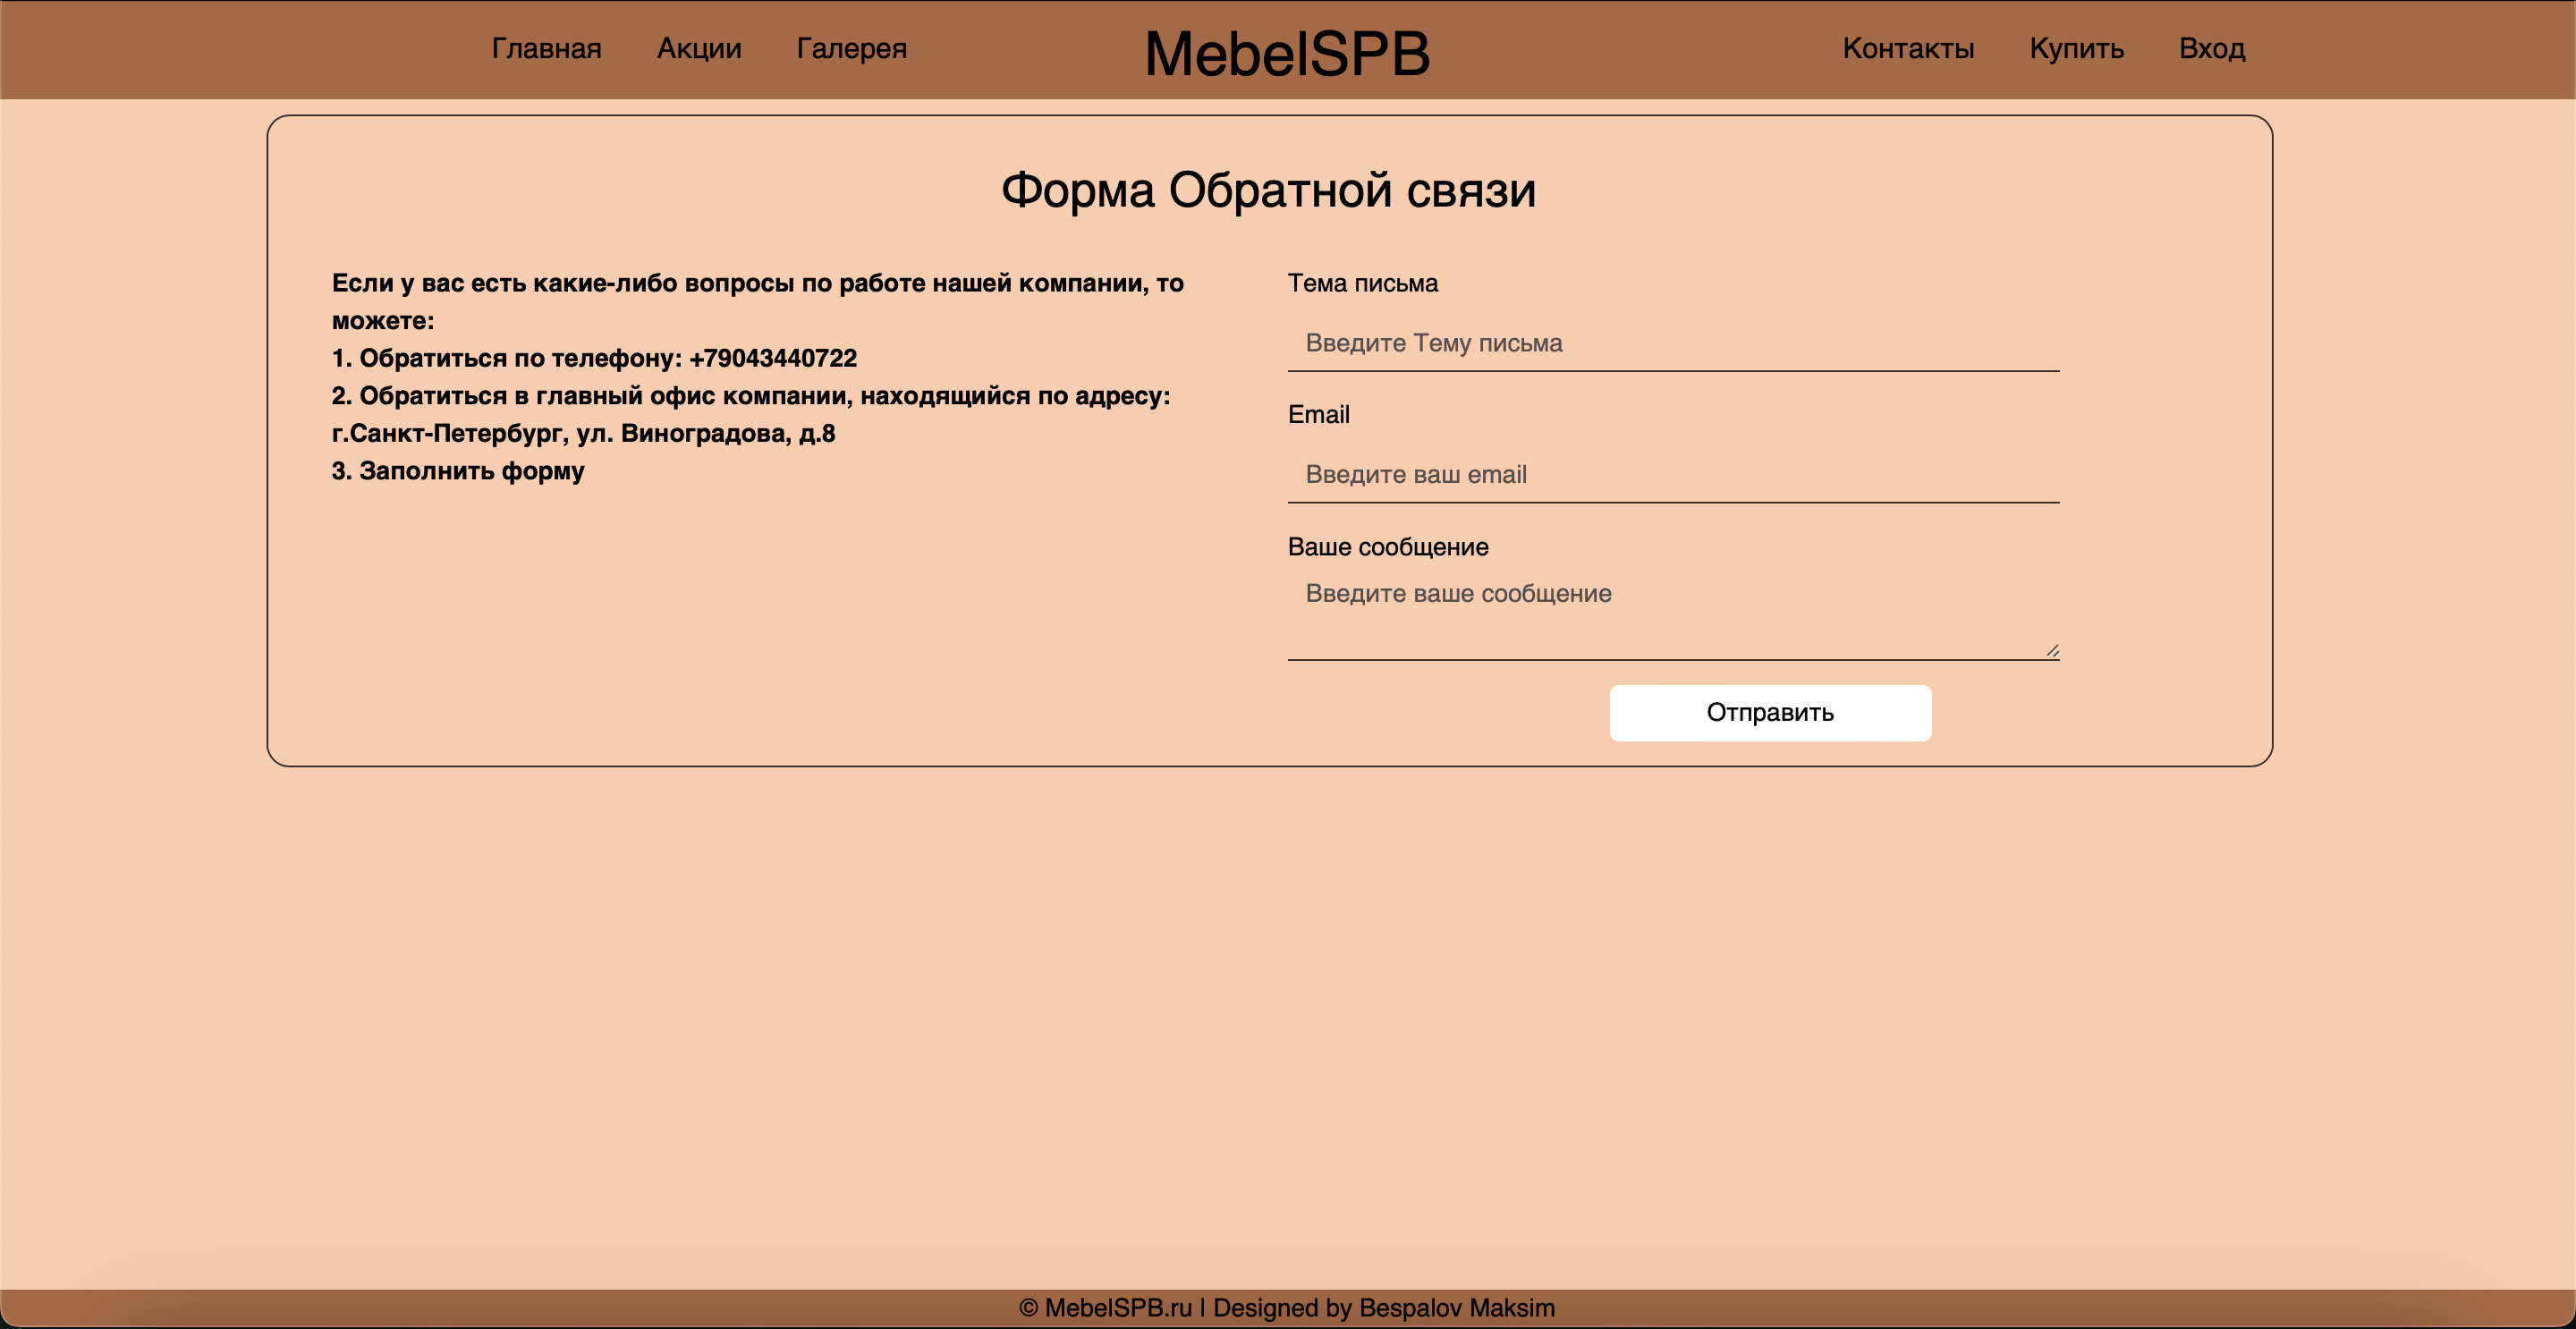 Главная Акции Галерея MebelSPB Контакты Купить Вход
Форма Обратной связи
Если у вас есть какие-либо вопросы по работе нашей компании, то
можете:
1. Обратиться по телефону: +79043440722
2. Обратиться в главный офис компании, находящийся по адресу:
г.Санкт-Петербург, ул. Виноградова, д.8
3. Заполнить форму
Тема письма
Введите Тему письма
Email
Введите ваш email
Ваше сообщение
Введите ваше сообщение
Отправить
© MebelSPB.ru | Designed by Bespalov Maksim